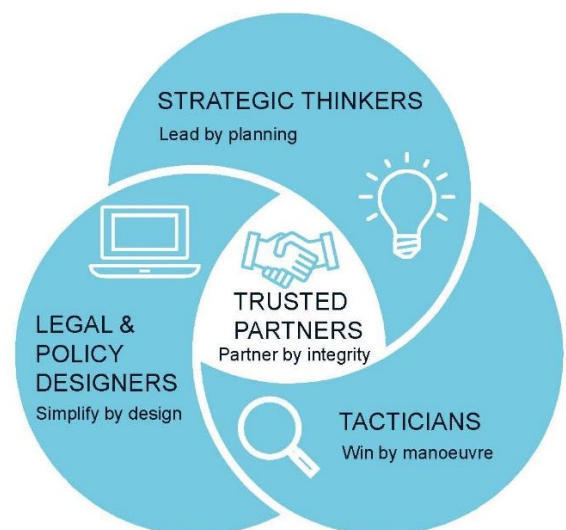 STRATEGIC THINKERS
Lead by planning
TRUSTED
PARTNERS
Partner by integrity
LEGAL &
POLICY
DESIGNERS
Simplify by design
TACTICIANS
Win by manoeuvre